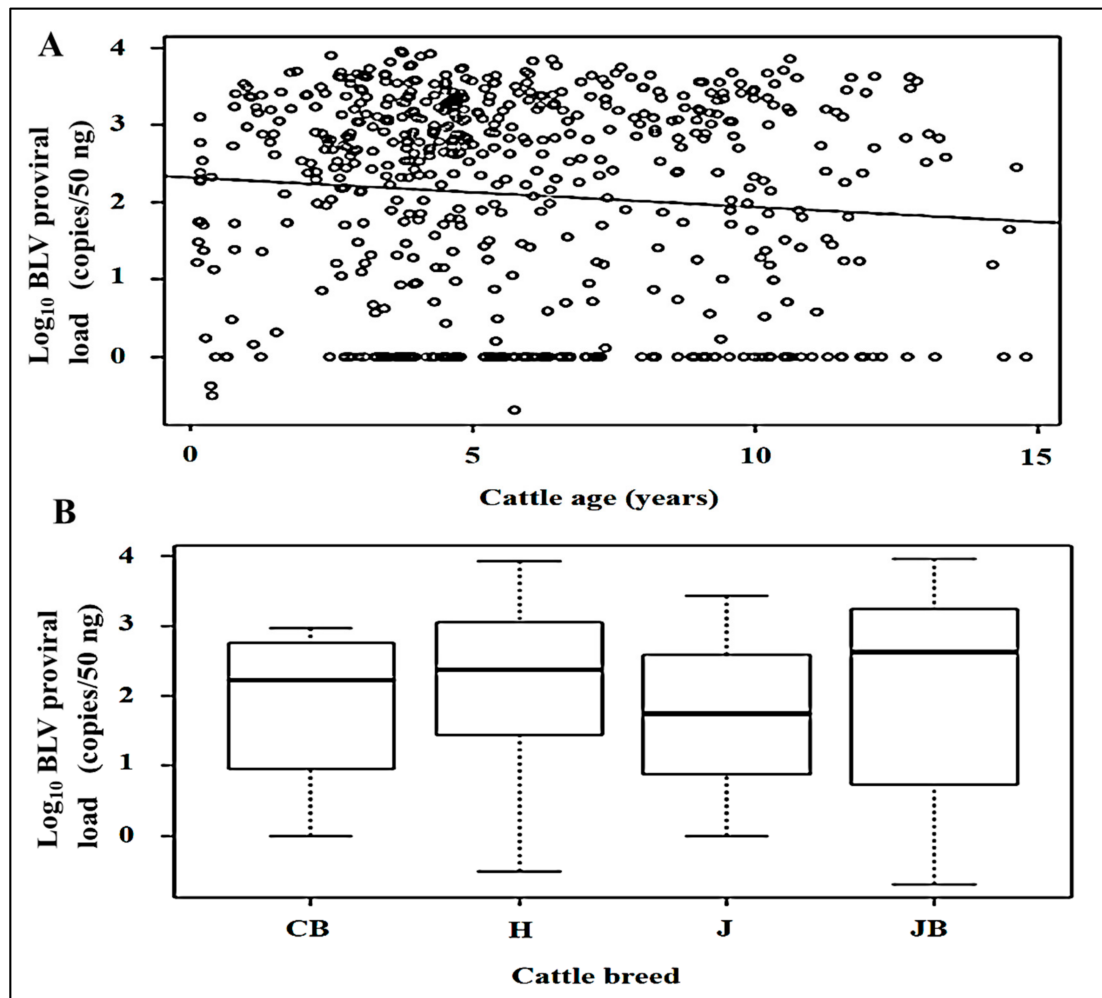 A
Log₁₀ BLV proviral
load (copies/50 ng)
4
3
2
1
0
0 5 10 15
Cattle age (years)
B
Log₁₀ BLV proviral
load (copies/50 ng)
4
3
2
1
0
CB H J JB
Cattle breed